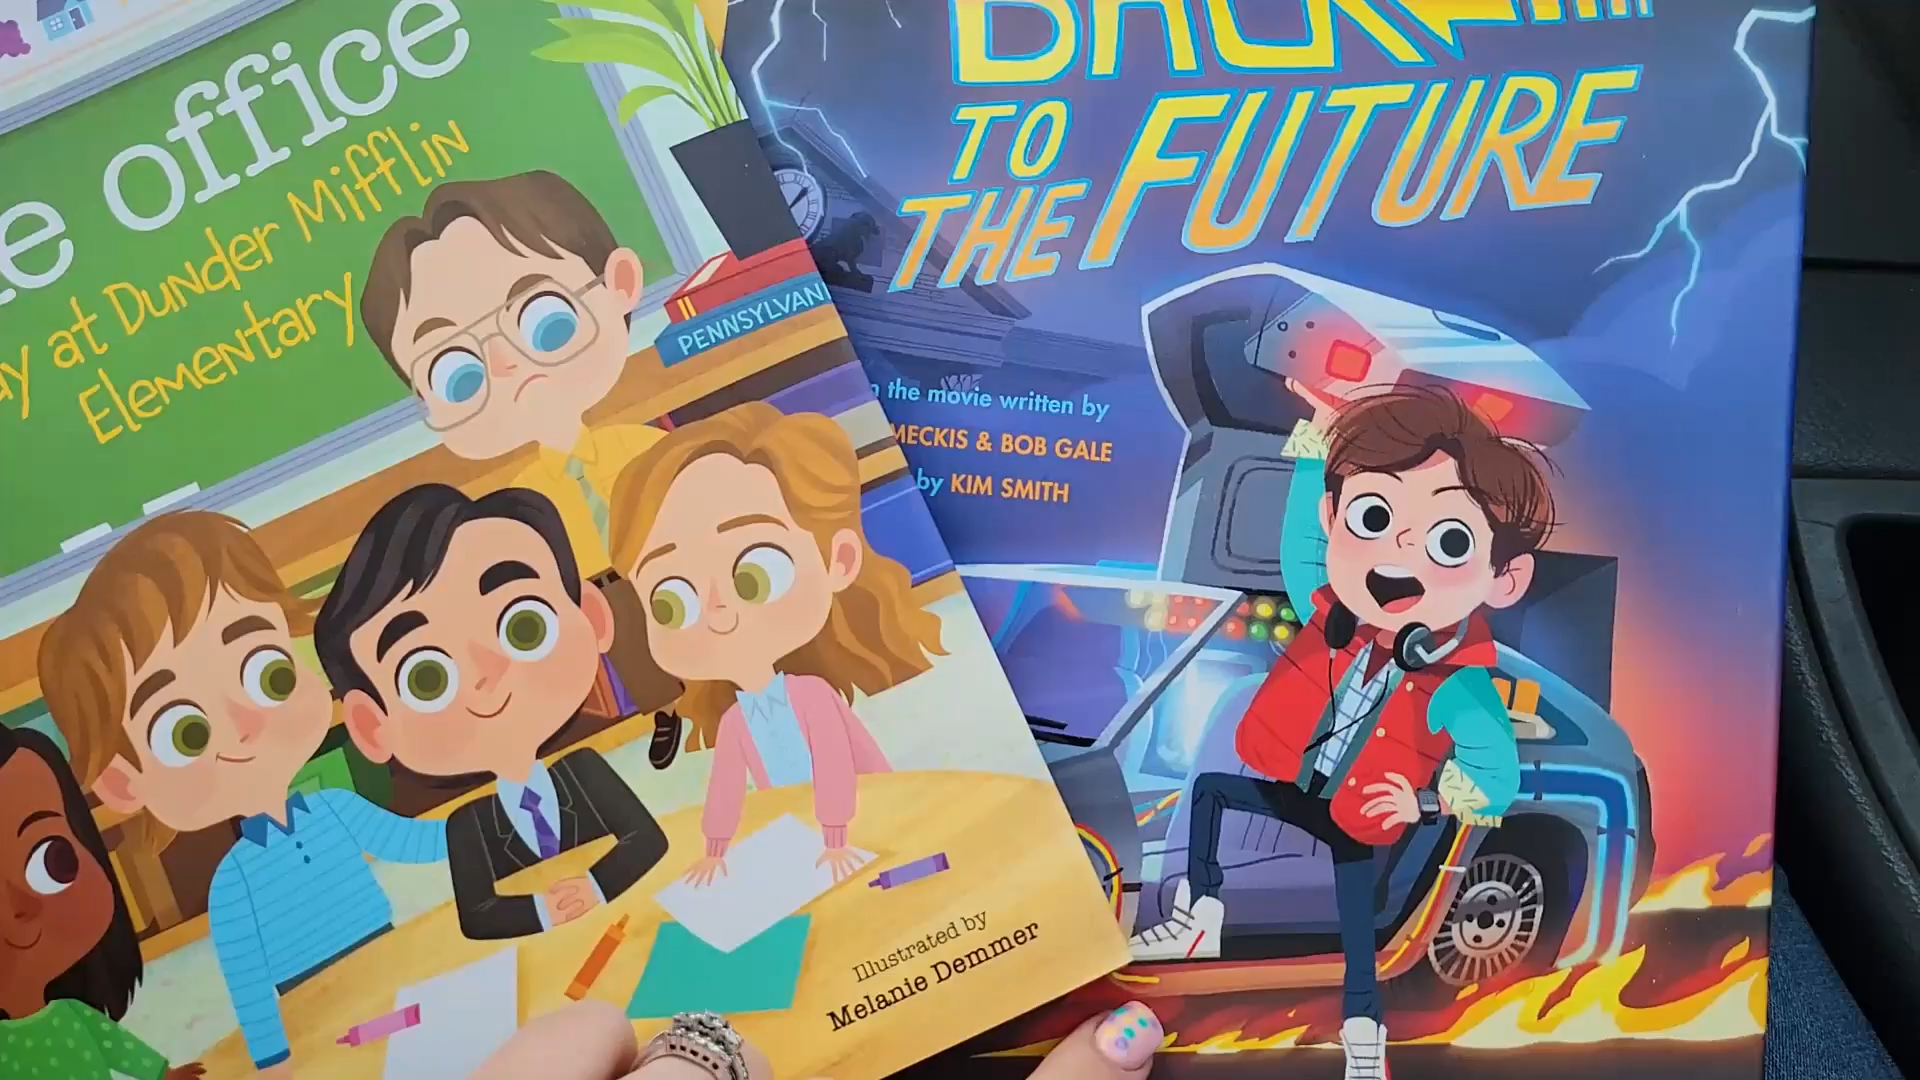 office
at Dunder Mifflin
Elementary
PENNSYLVAN
Illustrated by
Melanie Demmer
BACK
TO
THE FUTURE
the movie written by
MECKIS & BOB GALE
by KIM SMITH